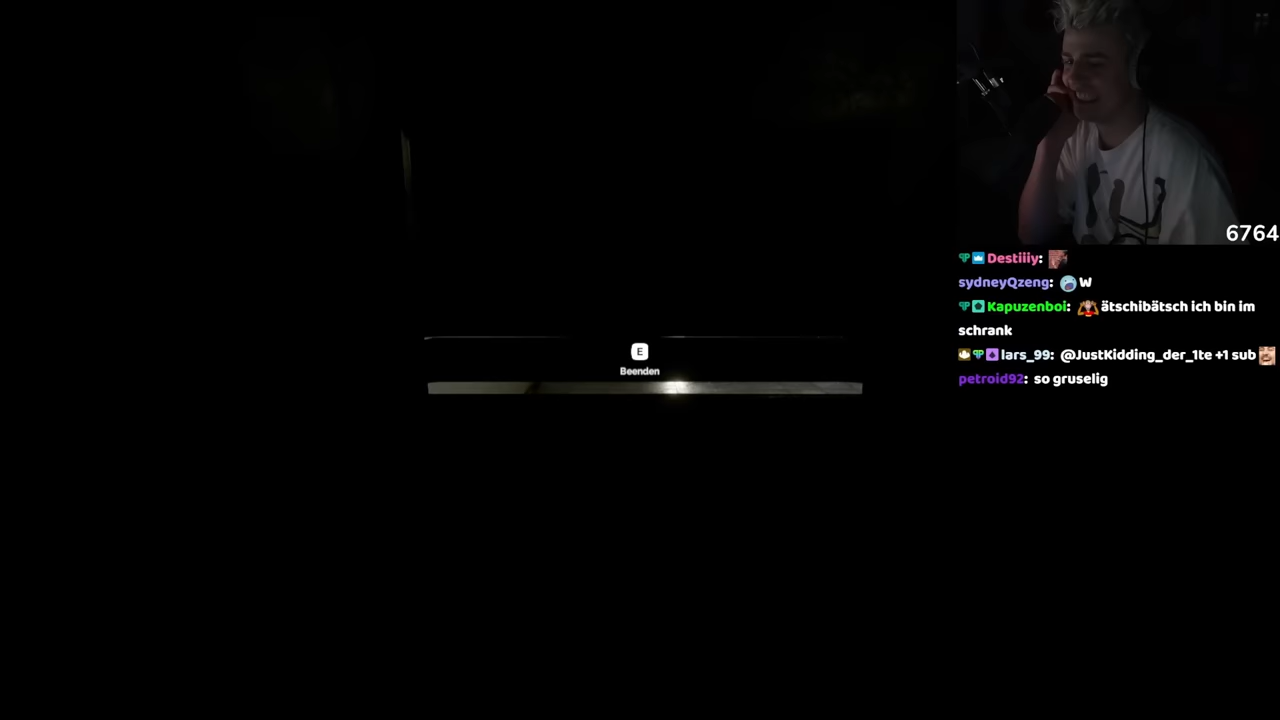 E
Beenden
6764
Destiiiy:
sydneyQzeng: W
Kapuzenboi: ätschibätsch ich bin im
schrank
lars_99: @JustKidding_der_1te +1 sub
petroid92: so gruselig